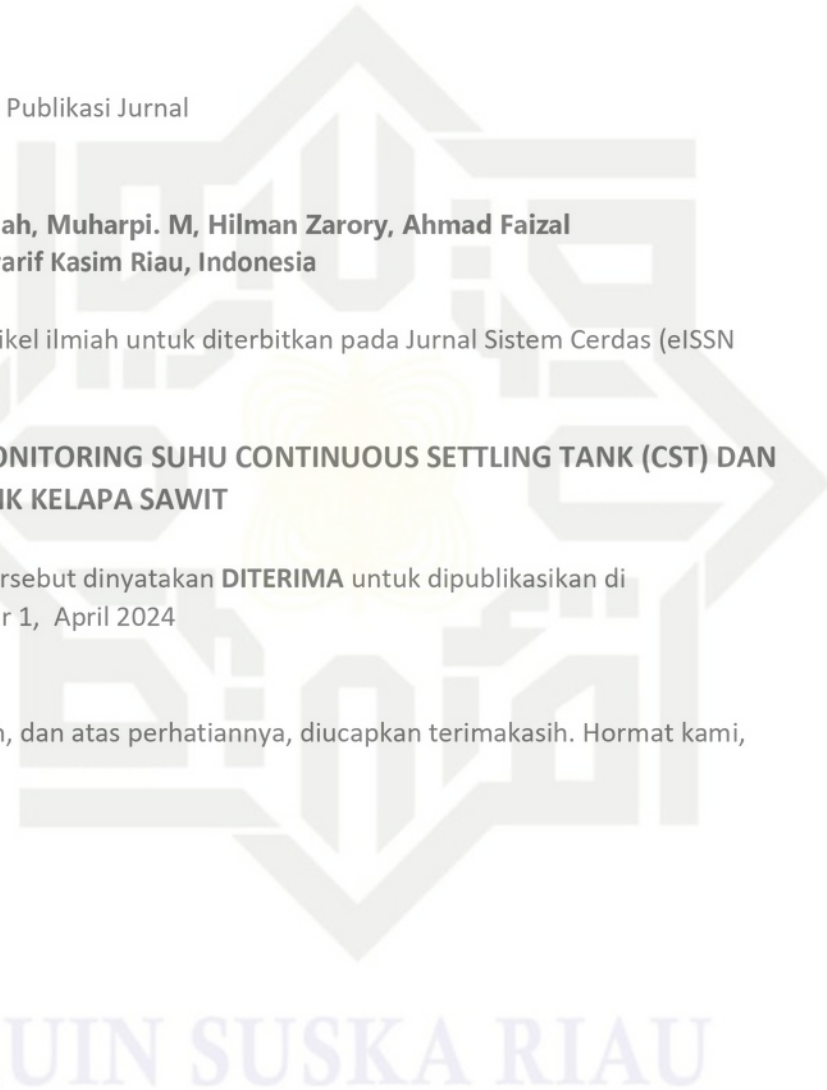 Publikasi Jurnal
ah, Muharpi. M, Hilman Zarory, Ahmad Faizal
arif Kasim Riau, Indonesia
ikel ilmiah untuk diterbitkan pada Jurnal Sistem Cerdas (eISSN
ONITORING SUHU CONTINUOUS SETTLING TANK (CST) DAN
IK KELAPA SAWIT
ersebut dinyatakan DITERIMA untuk dipublikasikan di
r 1, April 2024
n, dan atas perhatiannya, diucapkan terimakasih. Hormat kami,
UIN SUSKA RIAU